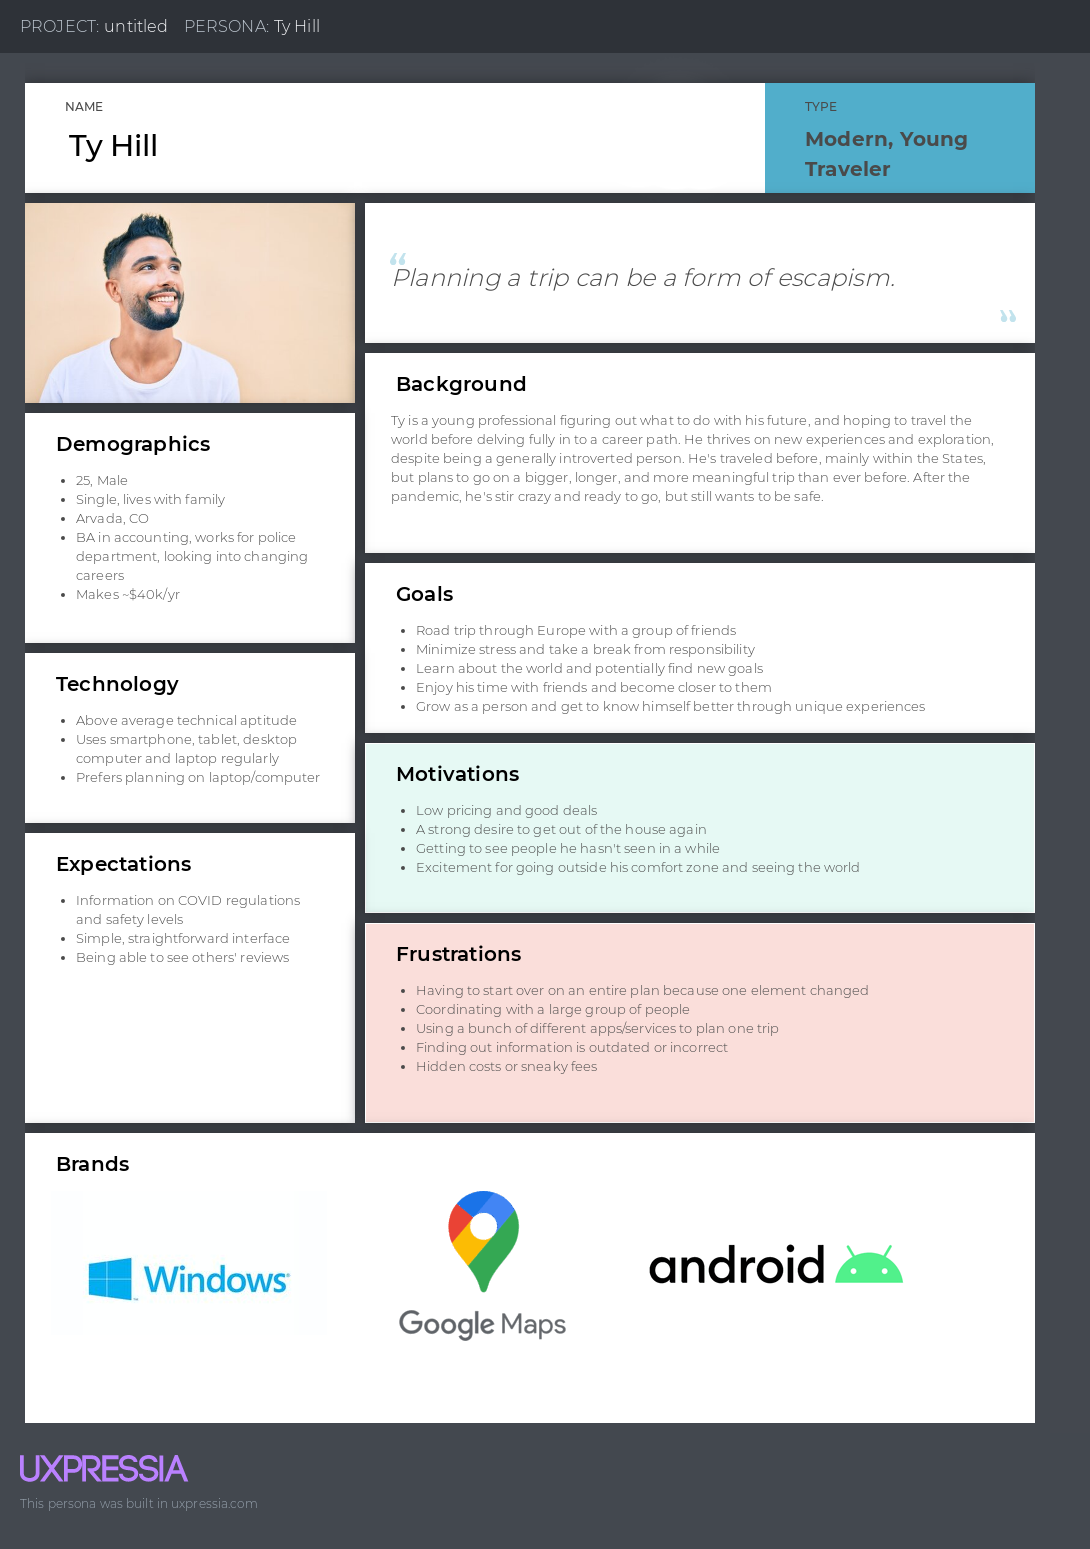 PROJECT: untitled PERSONA: Ty Hill
NAME
Ty Hill
TYPE
Modern, Young
Traveler
“
Planning a trip can be a form of escapism.
”
Demographics
• 25, Male
• Single, lives with family
• Arvada, CO
• BA in accounting, works for police
department, looking into changing
careers
• Makes ~$40k/yr
Technology
• Above average technical aptitude
• Uses smartphone, tablet, desktop
computer and laptop regularly
• Prefers planning on laptop/computer
Expectations
• Information on COVID regulations
and safety levels
• Simple, straightforward interface
• Being able to see others' reviews
Background
Ty is a young professional figuring out what to do with his future, and hoping to travel the
world before delving fully in to a career path. He thrives on new experiences and exploration,
despite being a generally introverted person. He's traveled before, mainly within the States,
but plans to go on a bigger, longer, and more meaningful trip than ever before. After the
pandemic, he's stir crazy and ready to go, but still wants to be safe.
Goals
• Road trip through Europe with a group of friends
• Minimize stress and take a break from responsibility
• Learn about the world and potentially find new goals
• Enjoy his time with friends and become closer to them
• Grow as a person and get to know himself better through unique experiences
Motivations
• Low pricing and good deals
• A strong desire to get out of the house again
• Getting to see people he hasn't seen in a while
• Excitement for going outside his comfort zone and seeing the world
Frustrations
• Having to start over on an entire plan because one element changed
• Coordinating with a large group of people
• Using a bunch of different apps/services to plan one trip
• Finding out information is outdated or incorrect
• Hidden costs or sneaky fees
Brands
Windows
Google Maps
android
UXPRESSIA
This persona was built in uxpressia.com